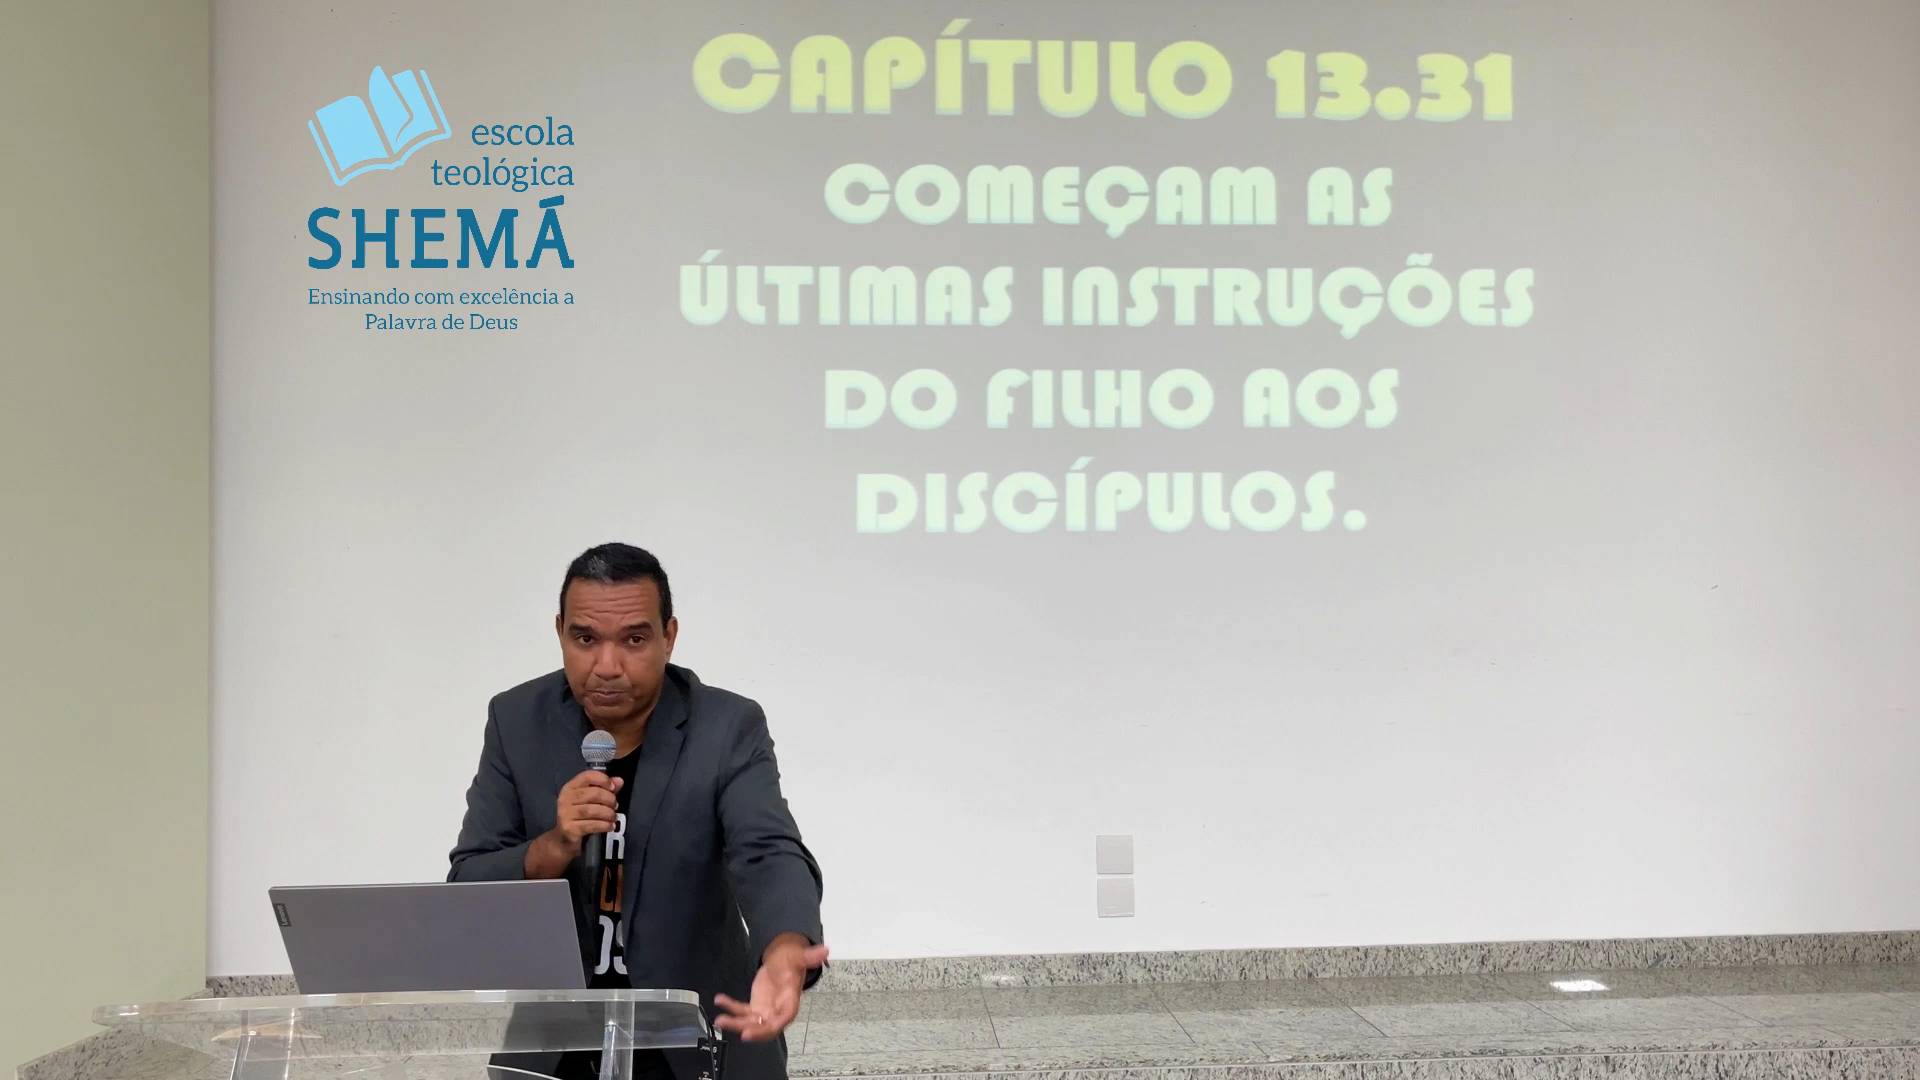 escola
teológica
SHEMÁ
Ensinando com excelência a
Palavra de Deus
CAPÍTULO 13.31
COMEÇAM AS
ÚLTIMAS INSTRUÇÕES
DO FILHO AOS
DISCÍPULOS.
Lenovo